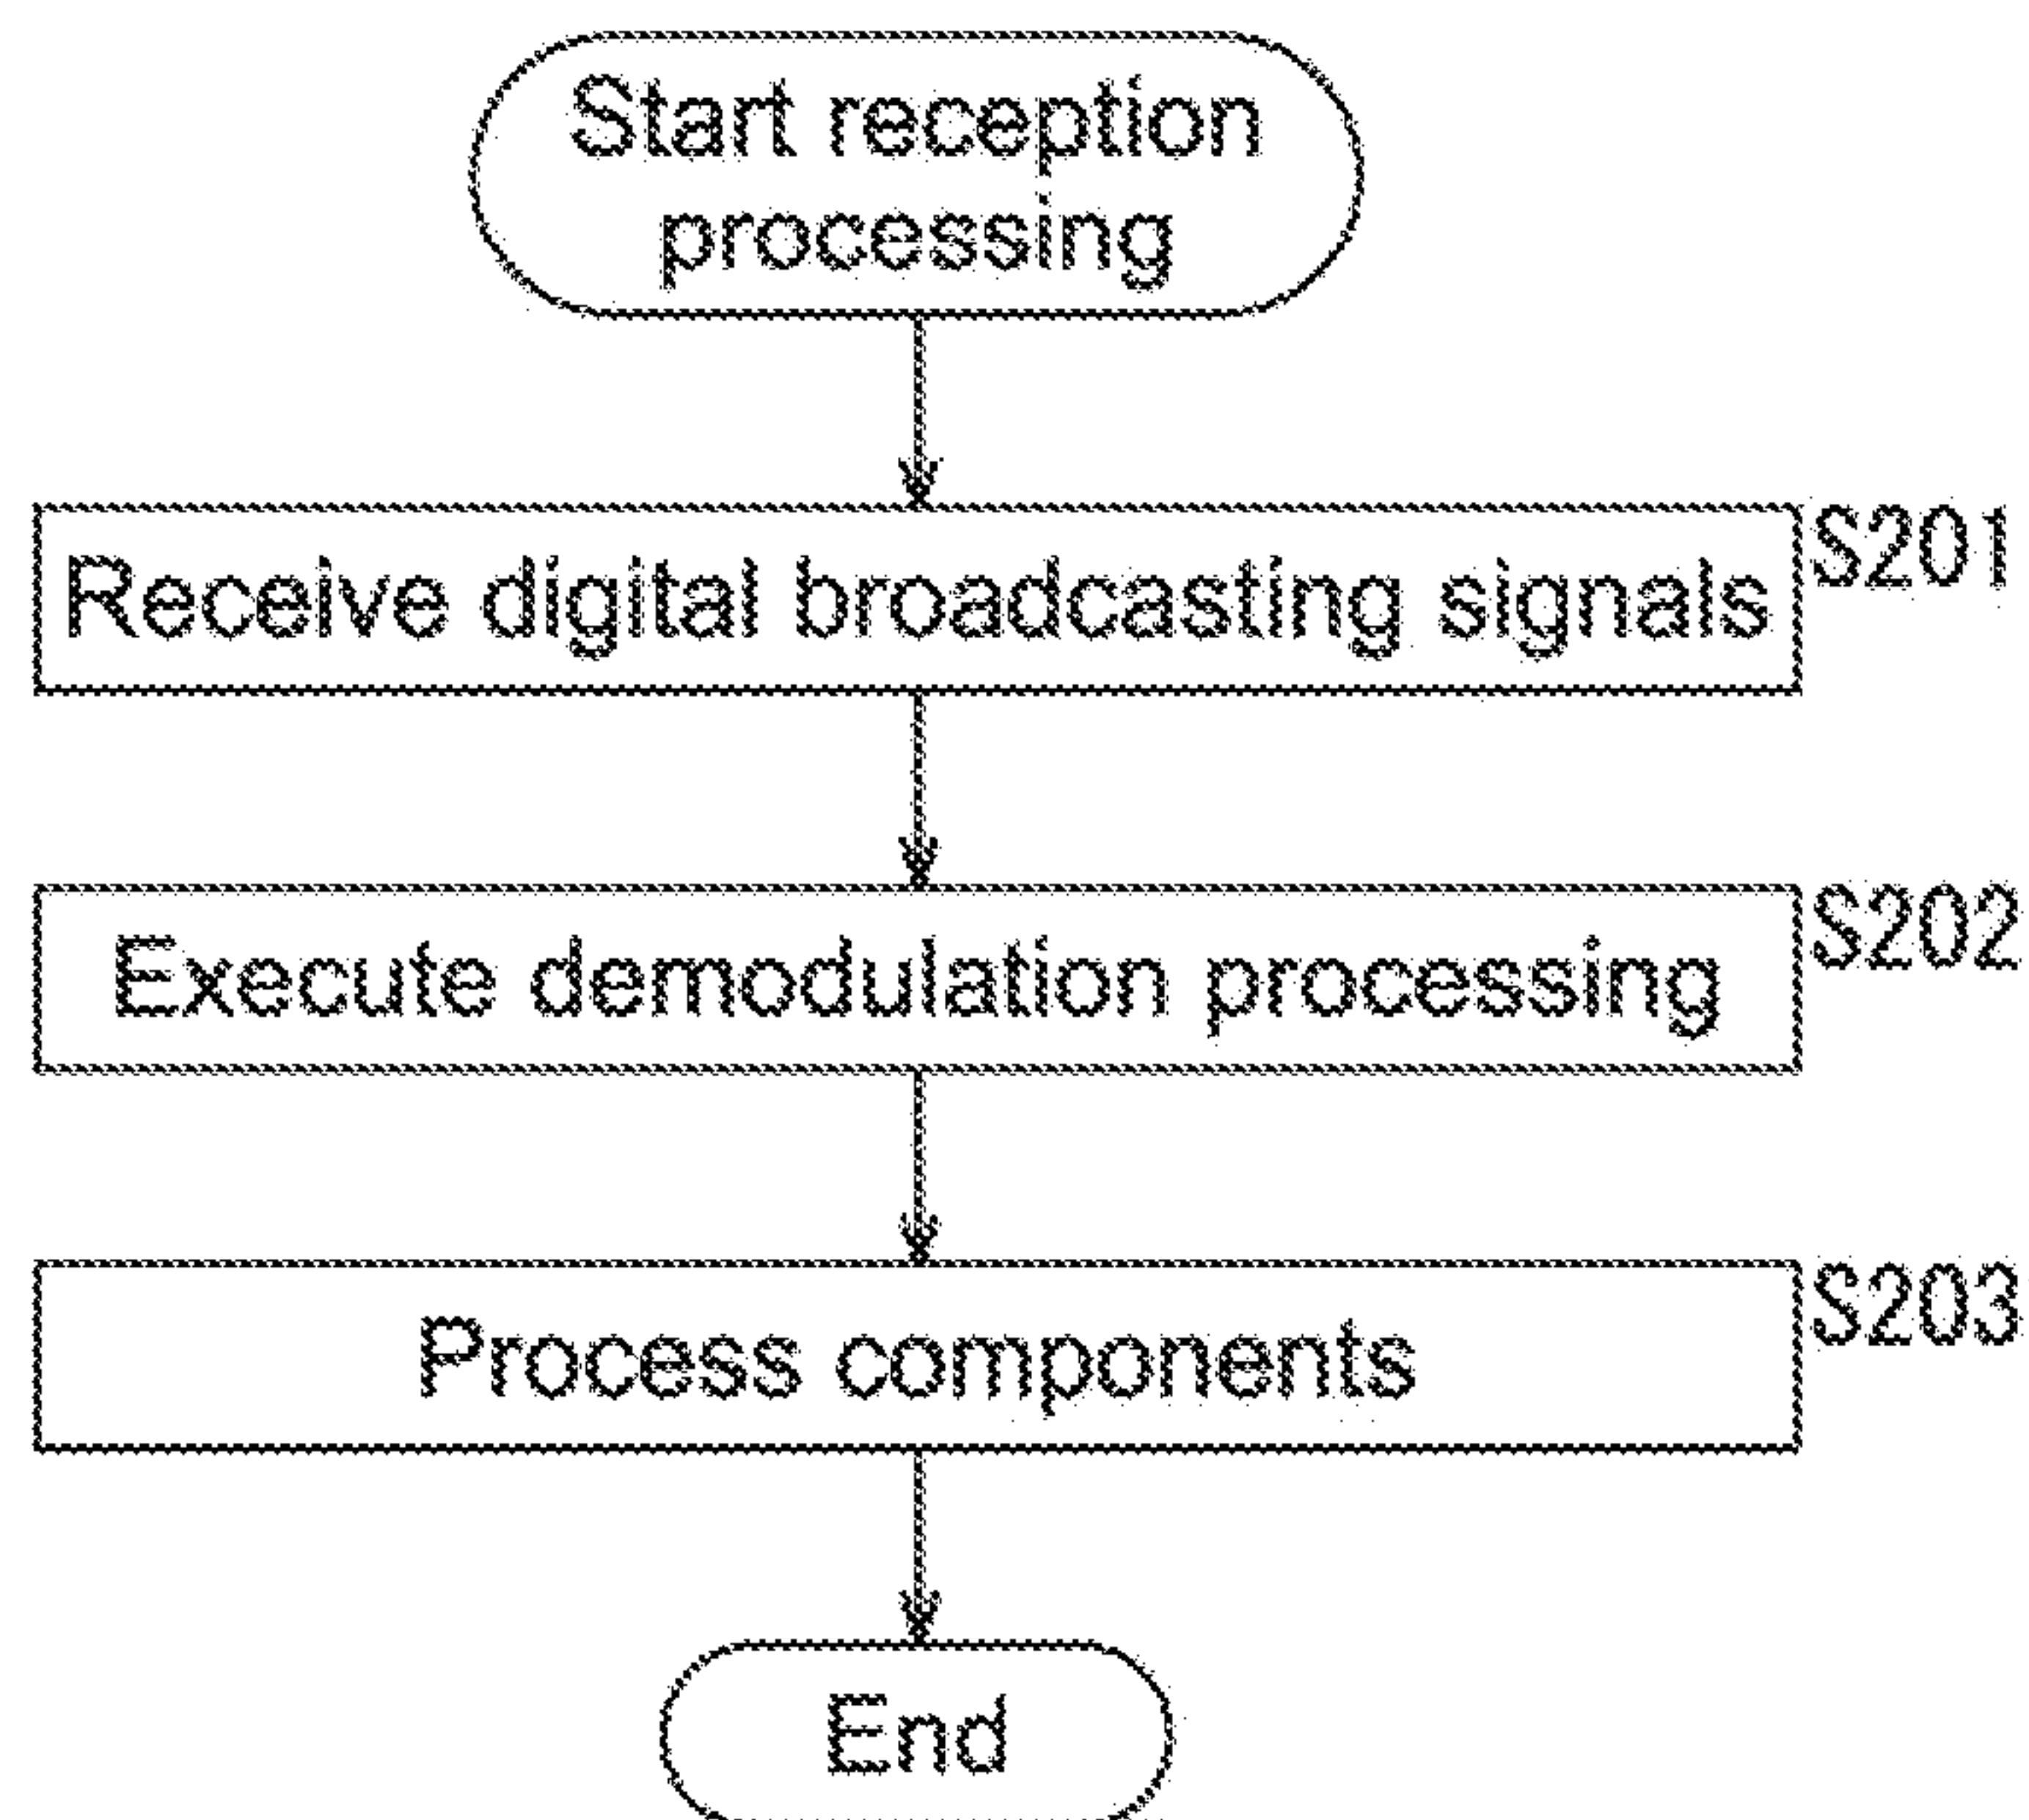 Start reception
processing
Receive digital broadcasting signals
S201
Execute demodulation processing
S202
Process components
S203
End